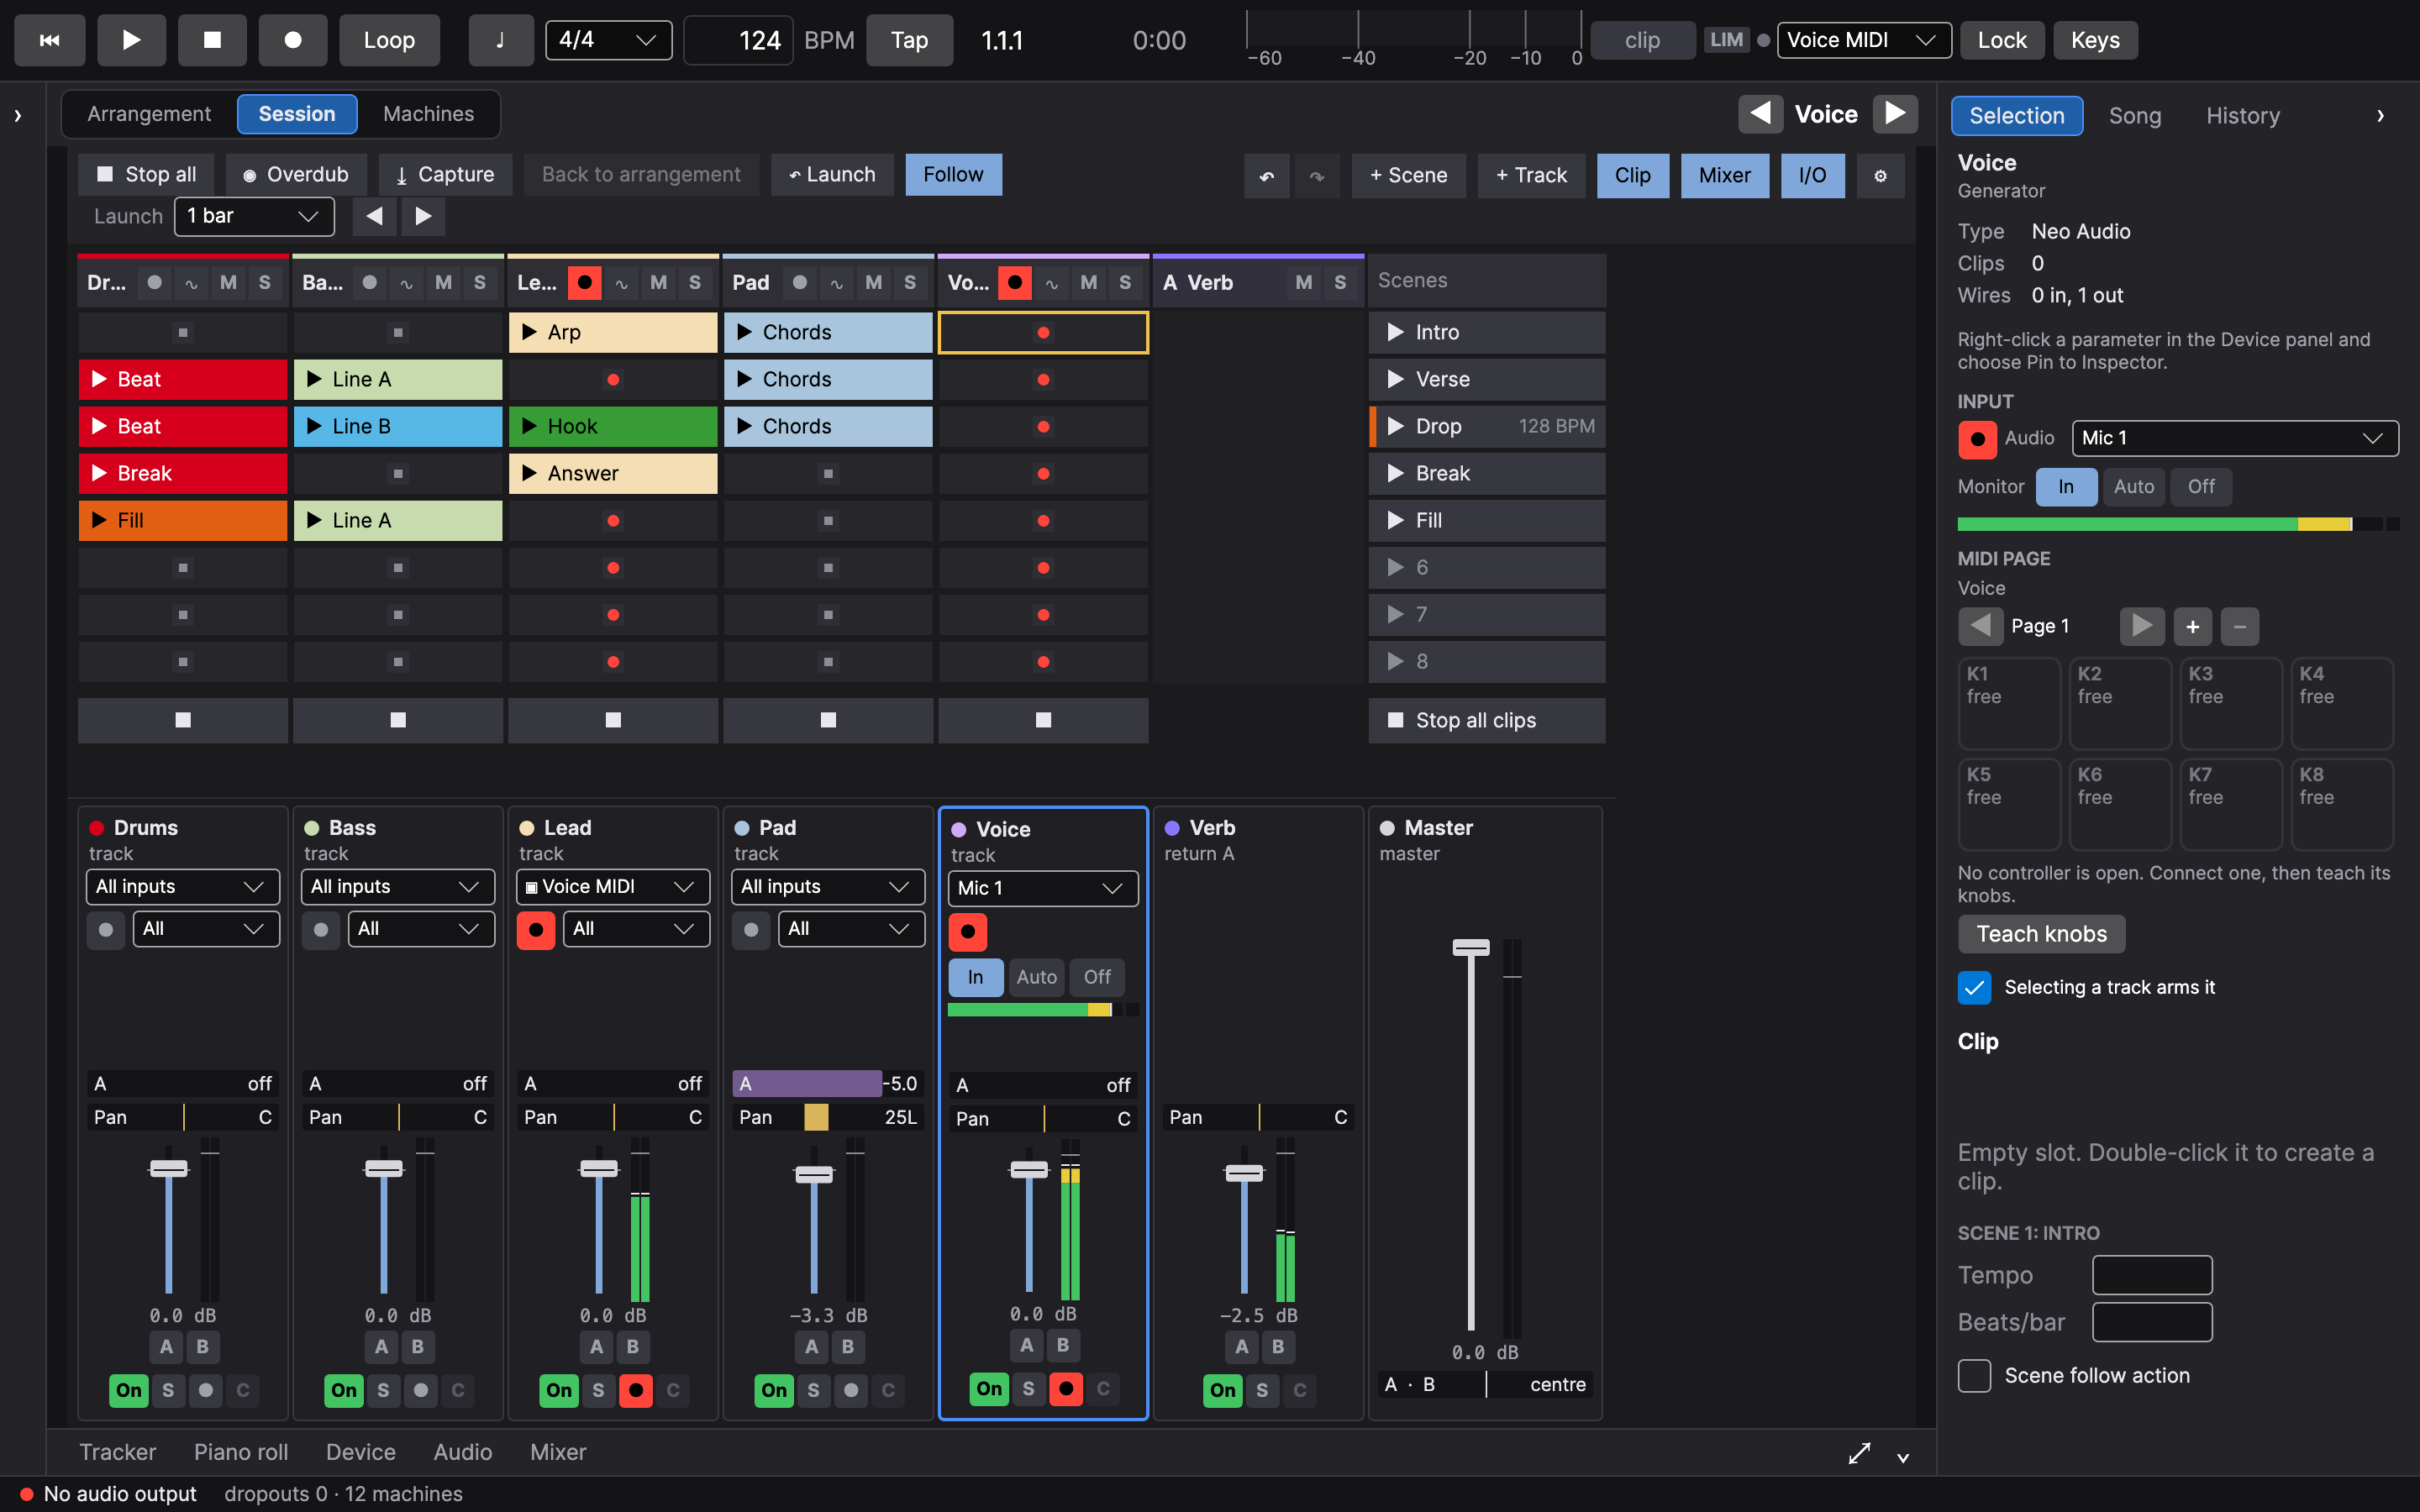 Loop 4/4 124 BPM Tap 1.1.1 0:00 −60 −40 −20 −10 0 clip LIM Voice MIDI Lock Keys
Arrangement Session Machines Voice
Selection Song History
Stop all Overdub Capture Back to arrangement Launch Follow + Scene + Track Clip Mixer I/O
Launch 1 bar
Dr... M S Ba... M S Le... M S Pad M S Vo... M S A Verb M S Scenes
Arp Chords Intro
Beat Line A Chords Verse
Beat Line B Hook Chords Drop 128 BPM
Break Answer Break
Fill Line A Fill
6
7
8
Stop all clips
Drums Bass Lead Pad Voice Verb Master
track track track track track return A master
All inputs All inputs Voice MIDI All inputs Mic 1
All All All All
In Auto Off
A off A off A off A -5.0 A off
Pan C Pan C Pan C Pan 25L Pan C Pan C
0.0 dB 0.0 dB 0.0 dB −3.3 dB 0.0 dB −2.5 dB 0.0 dB
A B A B A B A B A B A B
A · B centre
On S C On S C On S C On S C On S C On S C
Voice
Generator
Type Neo Audio
Clips 0
Wires 0 in, 1 out
Right-click a parameter in the Device panel and
choose Pin to Inspector.
INPUT
Audio Mic 1
Monitor In Auto Off
MIDI PAGE
Voice
Page 1 + −
K1 K2 K3 K4
free free free free
K5 K6 K7 K8
free free free free
No controller is open. Connect one, then teach its
knobs.
Teach knobs
Selecting a track arms it
Clip
Empty slot. Double-click it to create a
clip.
SCENE 1: INTRO
Tempo
Beats/bar
Scene follow action
Tracker Piano roll Device Audio Mixer
No audio output dropouts 0 · 12 machines